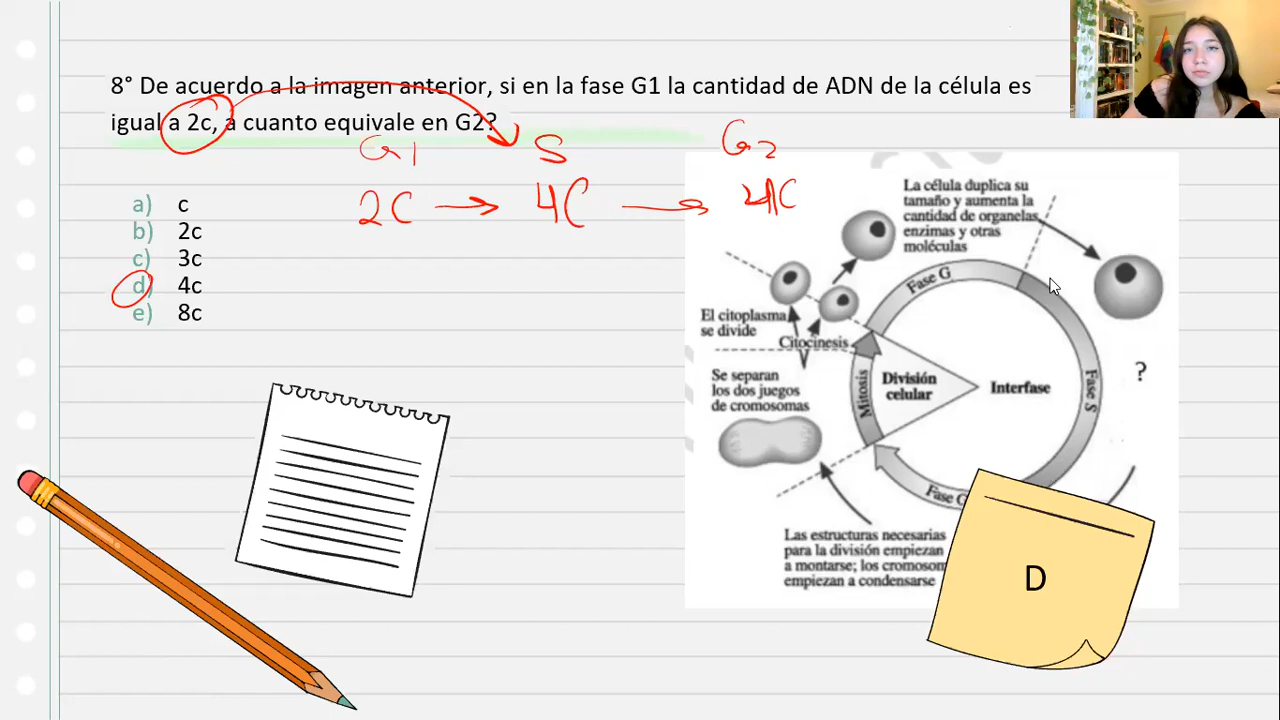 8° De acuerdo a la imagen anterior, si en la fase G1 la cantidad de ADN de la célula es
igual a 2c, a cuanto equivale en G2?
G1 S G2
2C → 4C → 4C
a) c
b) 2c
c) 3c
d) 4c
e) 8c
La célula duplica su
tamaño y aumenta la
cantidad de organelas
enzimas y otras
moléculas
Fase G
El citoplasma
se divide
Citocinesis
Se separan
los dos juegos
de cromosomas
Mitosis
División
celular
Interfase
Fase S
?
Fase G
Las estructuras necesarias
para la división empiezan
a montarse; los cromosom
empiezan a condensarse
D